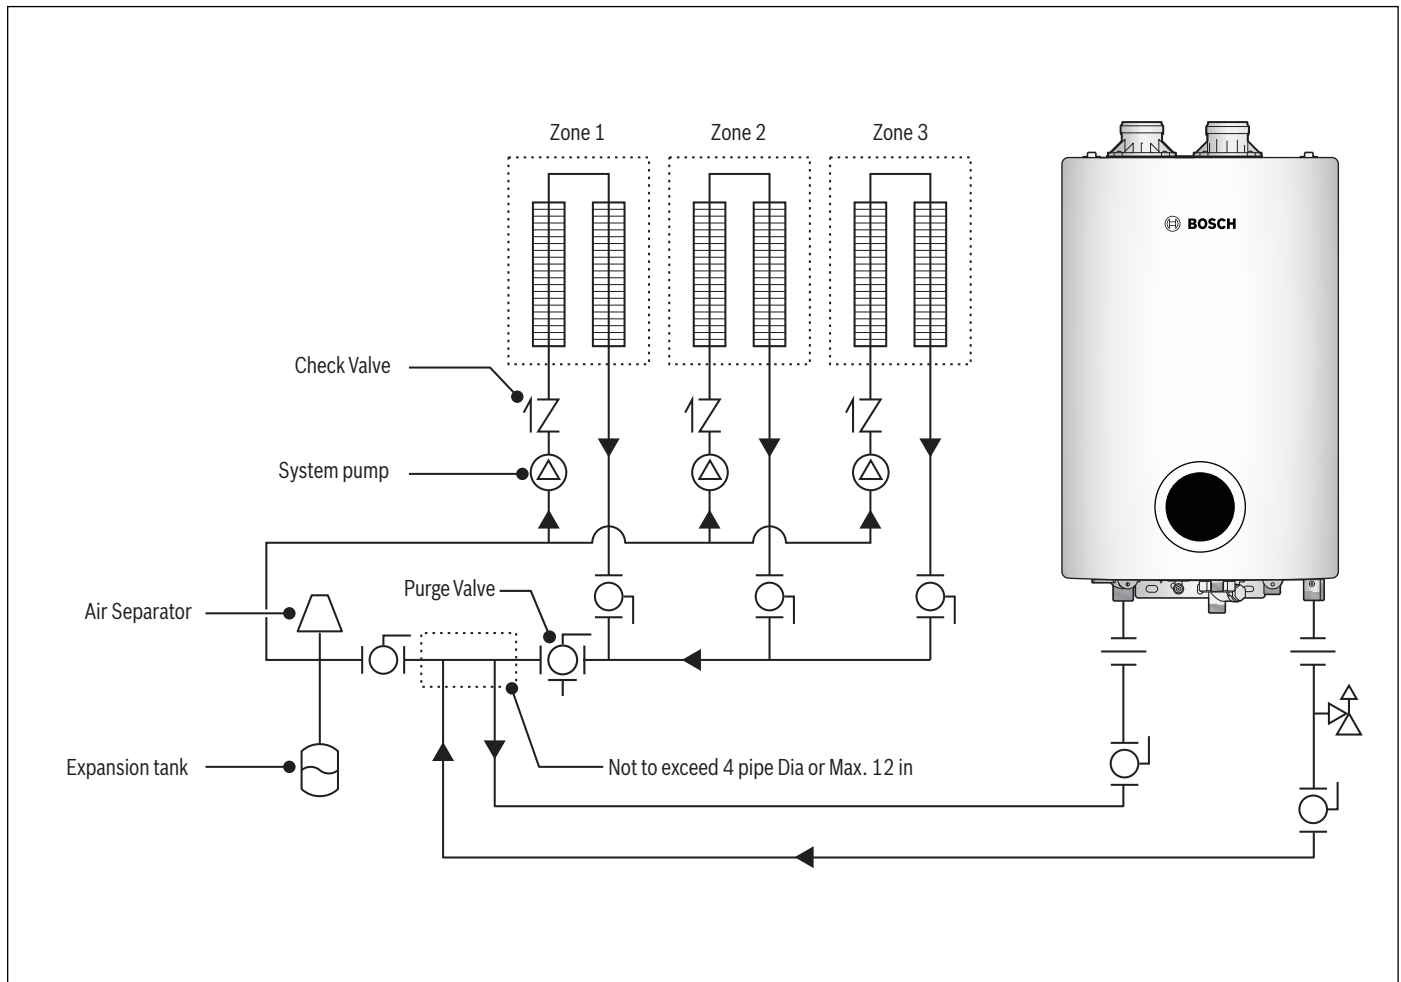 Zone 1
Zone 2
Zone 3
BOSCH
Check Valve
System pump
Purge Valve
Air Separator
Expansion tank
Not to exceed 4 pipe Dia or Max. 12 in